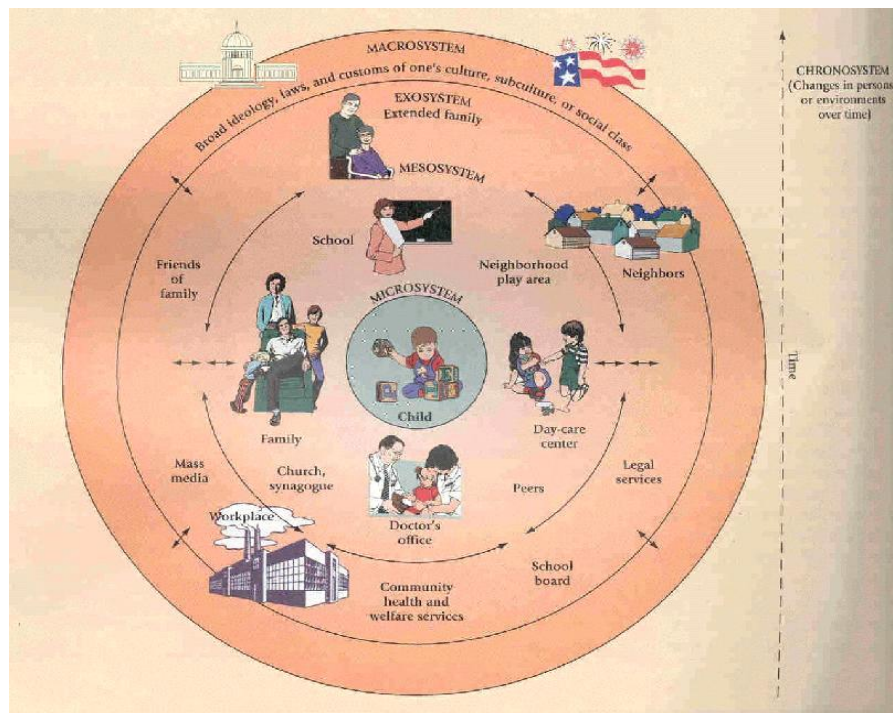 MACROSYSTEM
Broad ideology, laws, and customs of one's culture, subculture, or social class
CHRONOSYSTEM
(Changes in persons
or environments
over time)
EXOSYSTEM
Extended family
MESOSYSTEM
School
Neighborhood
play area
Neighbors
Friends
of
family
MICROSYSTEM
Time
Child
Family
Day-care
center
Mass
media
Church,
synagogue
Peers
Legal
services
Workplace
Doctor's
office
School
board
Community
health and
welfare services